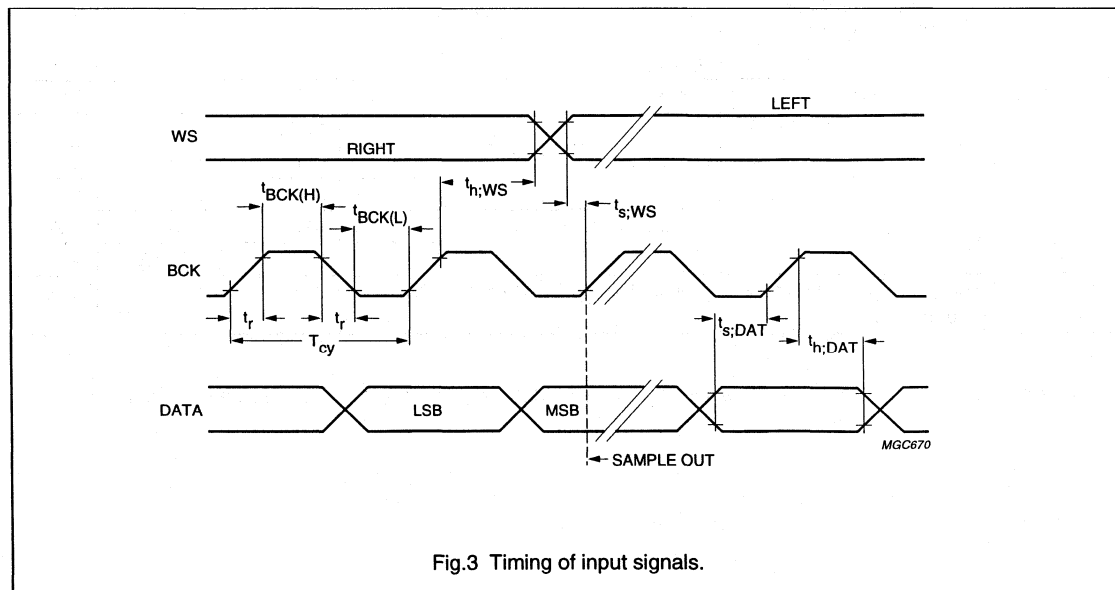 LEFT
WS
RIGHT
th;WS
tBCK(H)
tBCK(L)
ts;WS
BCK
tr
tr
ts;DAT
Tcy
th;DAT
DATA
LSB
MSB
MGC670
SAMPLE OUT
Fig.3 Timing of input signals.